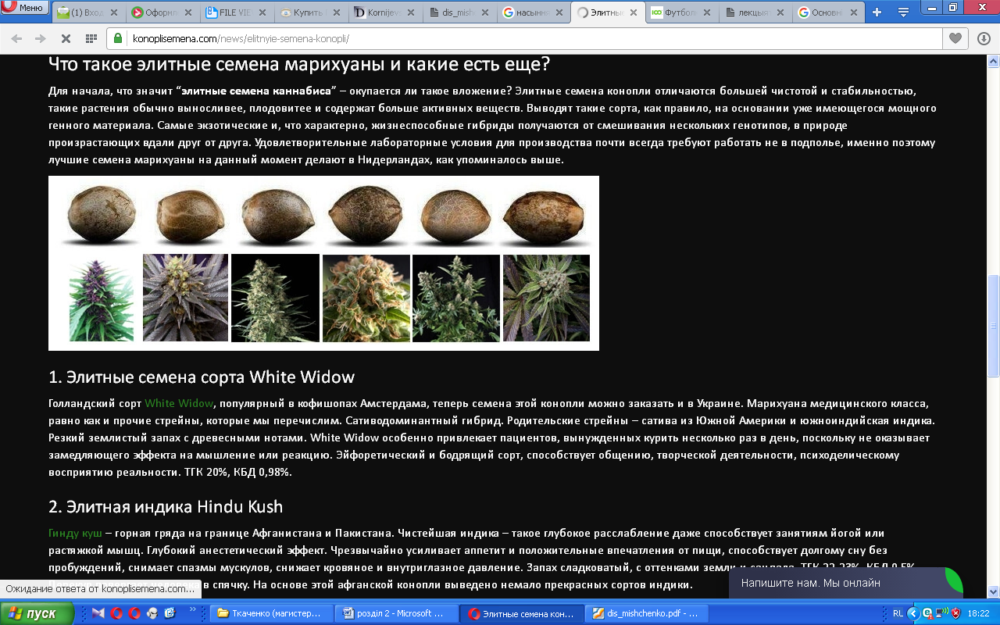 Меню
(1) Вход
Оформл
FILE VIE
Купить
Kornijev
dis_mish
насынн
Элитны
Футбол
лекцыя
Основн
konoplisemena.com/news/elitnyie-semena-konopli/
Что такое элитные семена марихуаны и какие есть еще?
Для начала, что значит “элитные семена каннабиса” – окупается ли такое вложение? Элитные семена конопли отличаются большей чистотой и стабильностью,
такие растения обычно выносливее, плодовитее и содержат больше активных веществ. Выводят такие сорта, как правило, на основании уже имеющегося мощного
генного материала. Самые экзотические и, что характерно, жизнеспособные гибриды получаются от смешивания нескольких генотипов, в природе
произрастающих вдали друг от друга. Удовлетворительные лабораторные условия для производства почти всегда требуют работать не в подполье, именно поэтому
лучшие семена марихуаны на данный момент делают в Нидерландах, как упоминалось выше.
1. Элитные семена сорта White Widow
Голландский сорт White Widow, популярный в кофишопах Амстердама, теперь семена этой конопли можно заказать и в Украине. Марихуана медицинского класса,
равно как и прочие стрейны, которые мы перечислим. Сативодоминантный гибрид. Родительские стрейны – сатива из Южной Америки и южноиндийская индика.
Резкий землистый запах с древесными нотами. White Widow особенно привлекает пациентов, вынужденных курить несколько раз в день, поскольку не оказывает
замедляющего эффекта на мышление или реакцию. Эйфоретический и бодрящий сорт, способствует общению, творческой деятельности, психоделическому
восприятию реальности. ТГК 20%, КБД 0,98%.
2. Элитная индика Hindu Kush
Гинду куш – горная гряда на границе Афганистана и Пакистана. Чистейшая индика – такое глубокое расслабление даже способствует занятиям йогой или
растяжкой мышц. Глубокий анестетический эффект. Чрезвычайно усиливает аппетит и положительные впечатления от пищи, способствует долгому сну без
пробуждений, снимает спазмы мускулов, снижает кровяное и внутриглазное давление. Запах сладковатый, с оттенками земли и сандала. ТГК 22-23%, КБД 0,5%.
в спячку. На основе этой афганской конопли выведено немало прекрасных сортов индики.
Напишите нам. Мы онлайн
Ожидание ответа от konoplisemena.com...
пуск
Ткаченко (магистер...
розділ 2 - Microsoft ...
Элитные семена кон...
dis_mishchenko.pdf - ...
RL
18:22